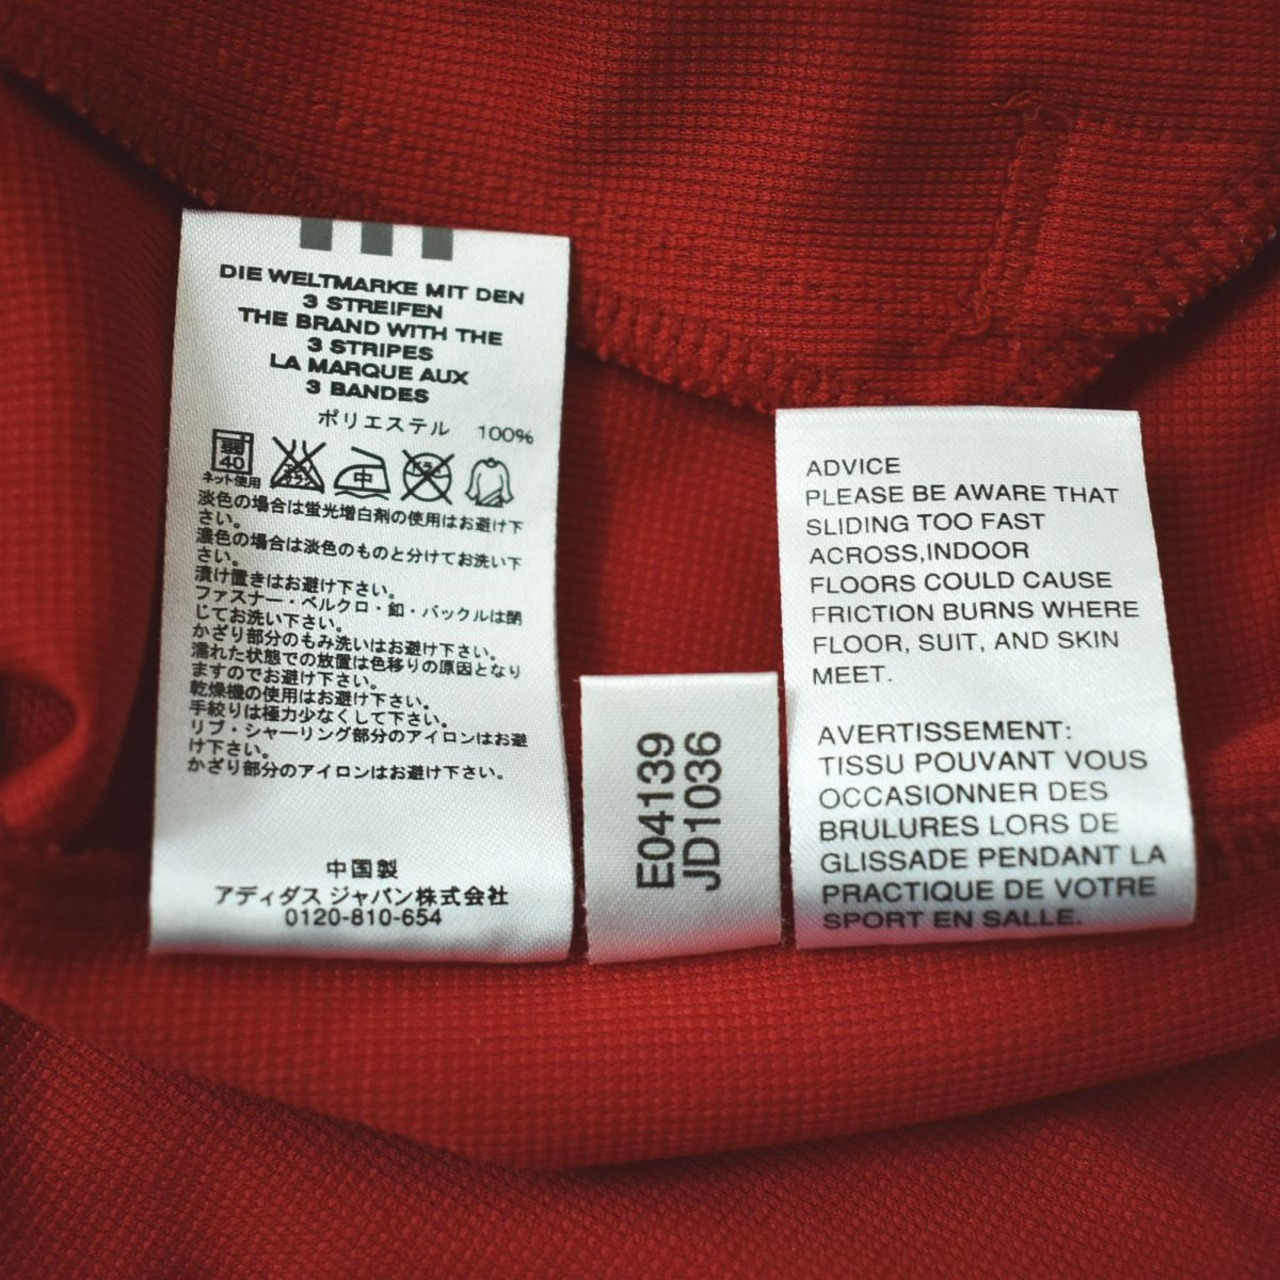 DIE WELTMARKE MIT DEN
3 STREIFEN
THE BRAND WITH THE
3 STRIPES
LA MARQUE AUX
3 BANDES
ポリエステル 100%
40
中
ネット使用
淡色の場合は蛍光増白剤の使用はお避け下
さい。
濃色の場合は淡色のものと分けてお洗い下
さい。
漬け置きはお避け下さい。
ファスナー・ベルクロ・釦・バックルは閉
じてお洗い下さい。
かざり部分のもみ洗いはお避け下さい。
濡れた状態での放置は色移りの原因となり
ますのでお避け下さい。
乾燥機の使用はお避け下さい。
手絞りは極力少なくして下さい。
リブ・シャーリング部分のアイロンはお避
け下さい。
かざり部分のアイロンはお避け下さい。
中国製
アディダス ジャパン株式会社
0120-810-654
E04139
JD1036
ADVICE
PLEASE BE AWARE THAT
SLIDING TOO FAST
ACROSS,INDOOR
FLOORS COULD CAUSE
FRICTION BURNS WHERE
FLOOR, SUIT, AND SKIN
MEET.
AVERTISSEMENT:
TISSU POUVANT VOUS
OCCASIONNER DES
BRULURES LORS DE
GLISSADE PENDANT LA
PRACTIQUE DE VOTRE
SPORT EN SALLE.